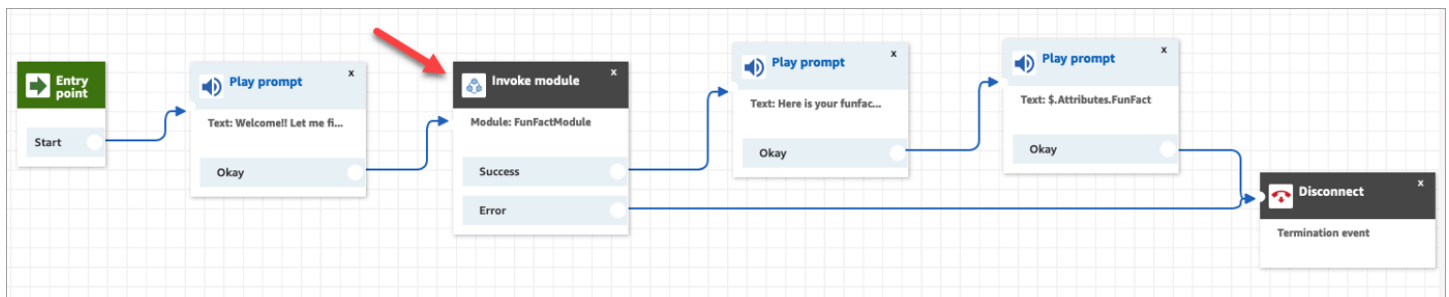 Entry
point
Start
Play prompt
x
Text: Welcome!! Let me fi...
Okay
Invoke module
x
Module: FunFactModule
Success
Error
Play prompt
x
Text: Here is your funfac...
Okay
Play prompt
x
Text: $.Attributes.FunFact
Okay
Disconnect
x
Termination event